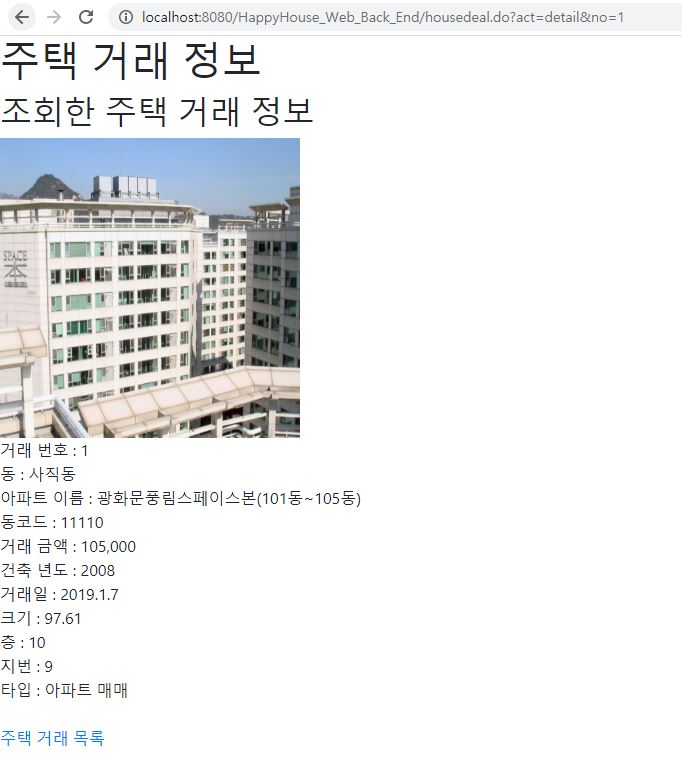 localhost:8080/HappyHouse_Web_Back_End/housedeal.do?act=detail&no=1
주택 거래 정보
조회한 주택 거래 정보
SPACE
本
거래 번호 : 1
동 : 사직동
아파트 이름 : 광화문풍림스페이스본(101동~105동)
동코드 : 11110
거래 금액 : 105,000
건축 년도 : 2008
거래일 : 2019.1.7
크기 : 97.61
층 : 10
지번 : 9
타입 : 아파트 매매
주택 거래 목록